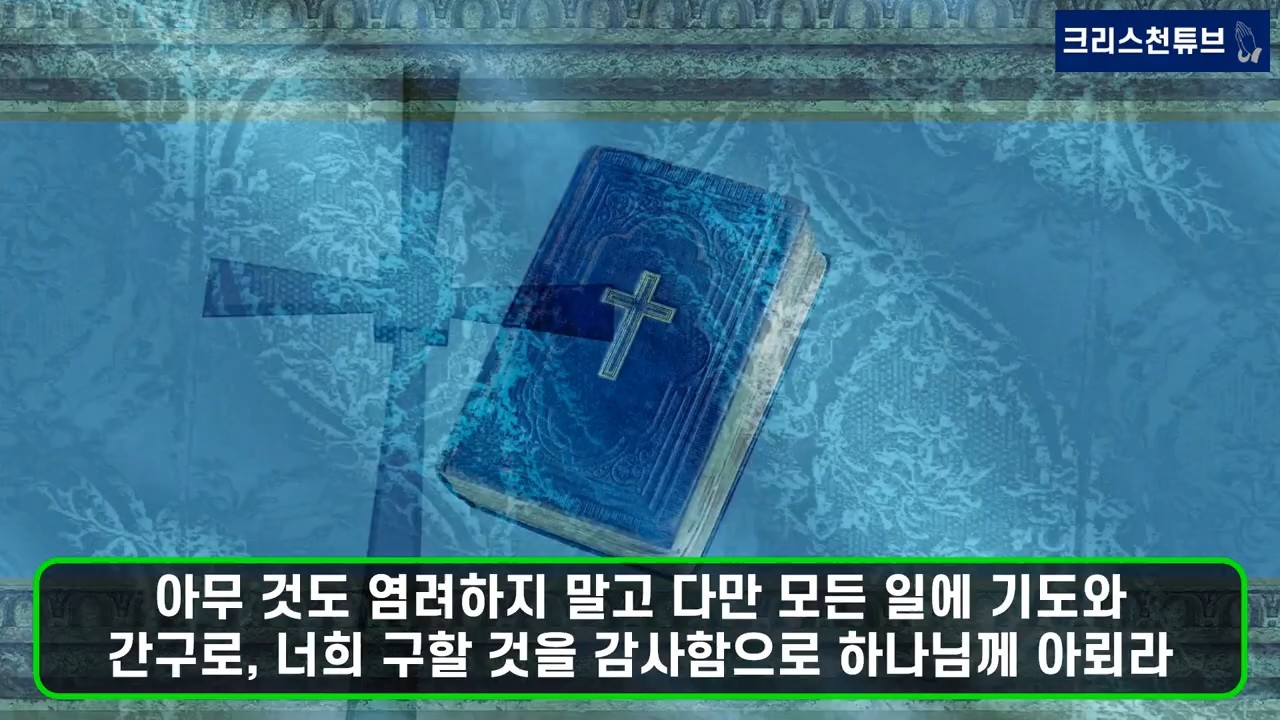 크리스천튜브
아무 것도 염려하지 말고 다만 모든 일에 기도와
간구로, 너희 구할 것을 감사함으로 하나님께 아뢰라